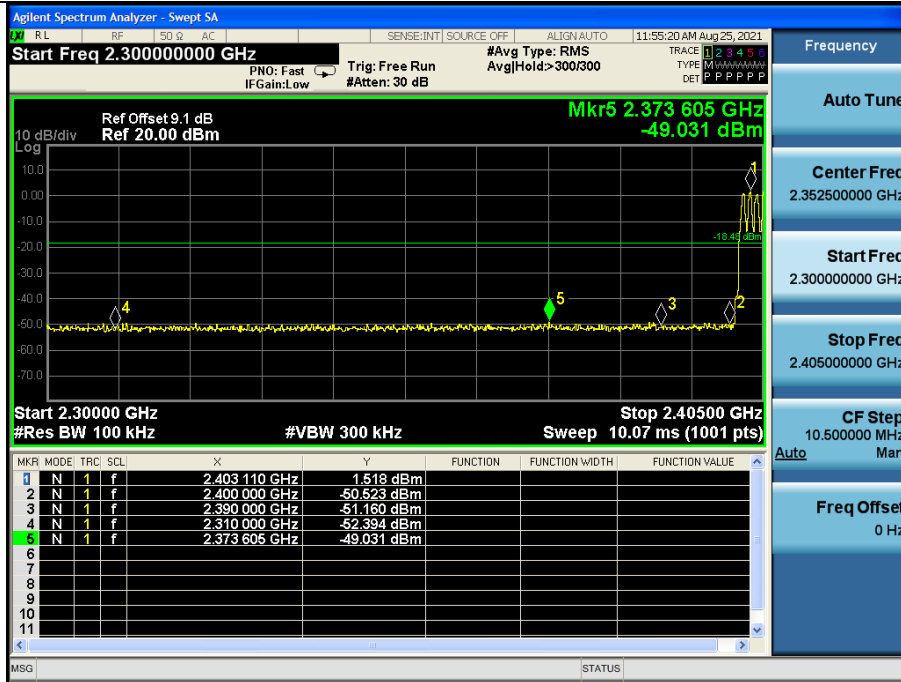 Agilent Spectrum Analyzer - Swept SA
LXI RL RF 50 Ω AC SENSE:INT SOURCE OFF ALIGN AUTO 11:55:20 AM Aug 25, 2021
Start Freq 2.300000000 GHz
PNO: Fast
IFGain:Low
Trig: Free Run
#Atten: 30 dB
#Avg Type: RMS
Avg|Hold:>300/300
TRACE 1 2 3 4 5 6
TYPE M WWWWW
DET P P P P P P
Mkr5 2.373 605 GHz
-49.031 dBm
Ref Offset 9.1 dB
10 dB/div Ref 20.00 dBm
Log
10.0
0.00
-10.0
-20.0
-30.0
-40.0
-50.0
-60.0
-70.0
1
-18.48 dBm
4
5
3
2
Start 2.30000 GHz Stop 2.40500 GHz
#Res BW 100 kHz #VBW 300 kHz Sweep 10.07 ms (1001 pts)
MKR MODE TRC SCL X Y FUNCTION FUNCTION WIDTH FUNCTION VALUE
1 N 1 f 2.403 110 GHz 1.518 dBm
2 N 1 f 2.400 000 GHz -50.523 dBm
3 N 1 f 2.390 000 GHz -51.160 dBm
4 N 1 f 2.310 000 GHz -52.394 dBm
5 N 1 f 2.373 605 GHz -49.031 dBm
6
7
8
9
10
11
MSG STATUS
Frequency
Auto Tune
Center Freq
2.352500000 GHz
Start Freq
2.300000000 GHz
Stop Freq
2.405000000 GHz
CF Step
10.500000 MHz
Auto Man
Freq Offset
0 Hz